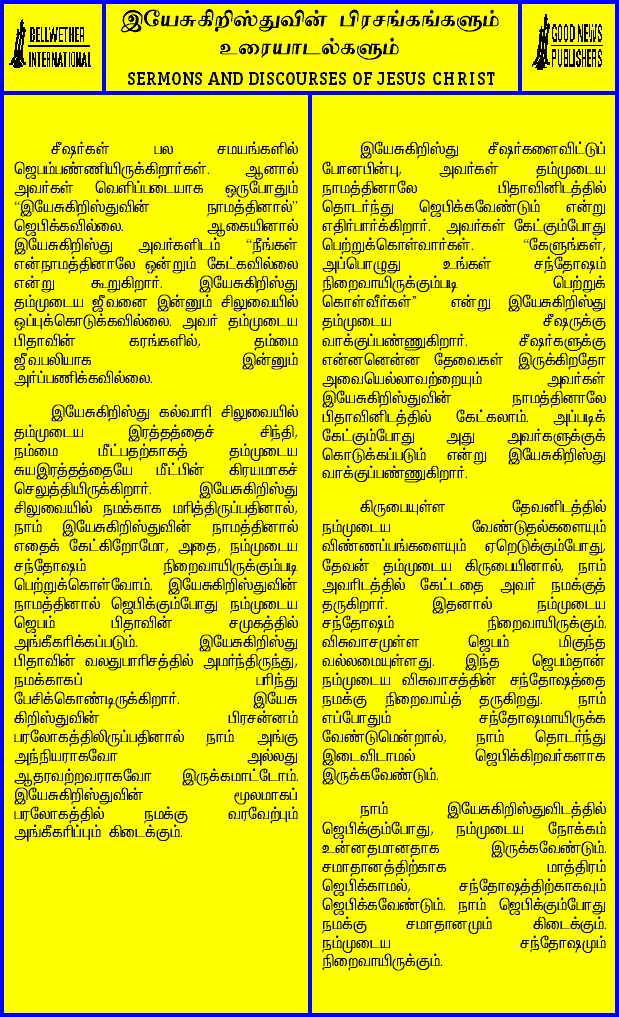 BELLWETHER
INTERNATIONAL
இயேசுகிறிஸ்துவின் பிரசங்கங்களும்
உரையாடல்களும்
SERMONS AND DISCOURSES OF JESUS CHRIST
GOOD NEWS
PUBLISHERS
சீஷர்கள் பல சமயங்களில்
ஜெபம்பண்ணியிருக்கிறார்கள். ஆனால்
அவர்கள் வெளிப்படையாக ஒருபோதும்
“இயேசுகிறிஸ்துவின் நாமத்தினால்”
ஜெபிக்கவில்லை. ஆகையினால்
இயேசுகிறிஸ்து அவர்களிடம் “நீங்கள்
என்நாமத்தினாலே ஒன்றும் கேட்கவில்லை
என்று கூறுகிறார். இயேசுகிறிஸ்து
தம்முடைய ஜீவனை இன்னும் சிலுவையில்
ஒப்புக்கொடுக்கவில்லை. அவர் தம்முடைய
பிதாவின் கரங்களில், தம்மை
ஜீவபலியாக இன்னும்
அர்ப்பணிக்கவில்லை.
இயேசுகிறிஸ்து கல்வாரி சிலுவையில்
தம்முடைய இரத்தத்தைச் சிந்தி,
நம்மை மீட்பதற்காகத் தம்முடைய
சுயஇரத்தத்தையே மீட்பின் கிரயமாகச்
செலுத்தியிருக்கிறார். இயேசுகிறிஸ்து
சிலுவையில் நமக்காக மரித்திருப்பதினால்,
நாம் இயேசுகிறிஸ்துவின் நாமத்தினால்
எதைக் கேட்கிறோமோ, அதை, நம்முடைய
சந்தோஷம் நிறைவாயிருக்கும்படி
பெற்றுக்கொள்வோம். இயேசுகிறிஸ்துவின்
நாமத்தினால் ஜெபிக்கும்போது நம்முடைய
ஜெபம் பிதாவின் சமுகத்தில்
அங்கீகரிக்கப்படும். இயேசுகிறிஸ்து
பிதாவின் வலதுபாரிசத்தில் அமர்ந்திருந்து,
நமக்காகப் பரிந்து
பேசிக்கொண்டிருக்கிறார். இயேசு
கிறிஸ்துவின் பிரசன்னம்
பரலோகத்திலிருப்பதினால் நாம் அங்கு
அந்நியராகவோ அல்லது
ஆதரவற்றவராகவோ இருக்கமாட்டோம்.
இயேசுகிறிஸ்துவின் மூலமாகப்
பரலோகத்தில் நமக்கு வரவேற்பும்
அங்கீகரிப்பும் கிடைக்கும்.
இயேசுகிறிஸ்து சீஷர்களைவிட்டுப்
போனபின்பு, அவர்கள் தம்முடைய
நாமத்தினாலே பிதாவினிடத்தில்
தொடர்ந்து ஜெபிக்கவேண்டும் என்று
எதிர்பார்க்கிறார். அவர்கள் கேட்கும்போது
பெற்றுக்கொள்வார்கள். “கேளுங்கள்,
அப்பொழுது உங்கள் சந்தோஷம்
நிறைவாயிருக்கும்படி பெற்றுக்
கொள்வீர்கள்” என்று இயேசுகிறிஸ்து
தம்முடைய சீஷருக்கு
வாக்குப்பண்ணுகிறார். சீஷர்களுக்கு
என்னனென்ன தேவைகள் இருக்கிறதோ
அவையெல்லாவற்றையும் அவர்கள்
இயேசுகிறிஸ்துவின் நாமத்தினாலே
பிதாவினிடத்தில் கேட்கலாம். அப்படிக்
கேட்கும்போது அது அவர்களுக்குக்
கொடுக்கப்படும் என்று இயேசுகிறிஸ்து
வாக்குப்பண்ணுகிறார்.
கிருபையுள்ள தேவனிடத்தில்
நம்முடைய வேண்டுதல்களையும்
விண்ணப்பங்களையும் ஏறெடுக்கும்போது,
தேவன் தம்முடைய கிருபையினால், நாம்
அவரிடத்தில் கேட்டதை அவர் நமக்குத்
தருகிறார். இதனால் நம்முடைய
சந்தோஷம் நிறைவாயிருக்கும்.
விசுவாசமுள்ள ஜெபம் மிகுந்த
வல்லமையுள்ளது. இந்த ஜெபம்தான்
நம்முடைய விசுவாசத்தின் சந்தோஷத்தை
நமக்கு நிறைவாய்த் தருகிறது. நாம்
எப்போதும் சந்தோஷமாயிருக்க
வேண்டுமென்றால், நாம் தொடர்ந்து
இடைவிடாமல் ஜெபிக்கிறவர்களாக
இருக்கவேண்டும்.
நாம் இயேசுகிறிஸ்துவிடத்தில்
ஜெபிக்கும்போது, நம்முடைய நோக்கம்
உன்னதமானதாக இருக்கவேண்டும்.
சமாதானத்திற்காக மாத்திரம்
ஜெபிக்காமல், சந்தோஷத்திற்காகவும்
ஜெபிக்கவேண்டும். நாம் ஜெபிக்கும்போது
நமக்கு சமாதானமும் கிடைக்கும்.
நம்முடைய சந்தோஷமும்
நிறைவாயிருக்கும்.